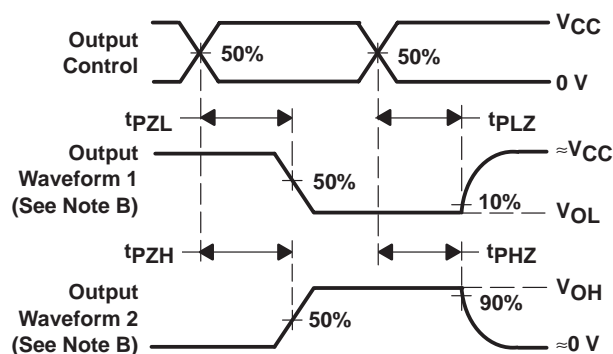 Output
Control
50%
50%
VCC
0 V
tPZL
tPLZ
Output
Waveform 1
(See Note B)
50%
10%
≈VCC
VOL
tPZH
tPHZ
Output
Waveform 2
(See Note B)
50%
90%
VOH
≈0 V